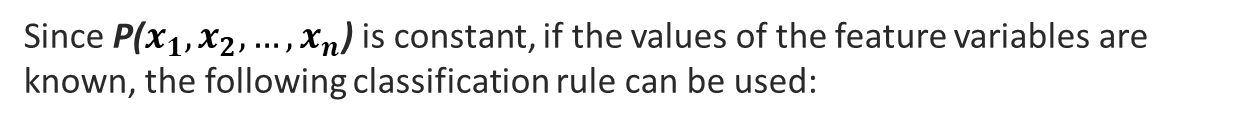 Since P(x₁, x₂, ..., xₙ) is constant, if the values of the feature variables are
known, the following classification rule can be used: